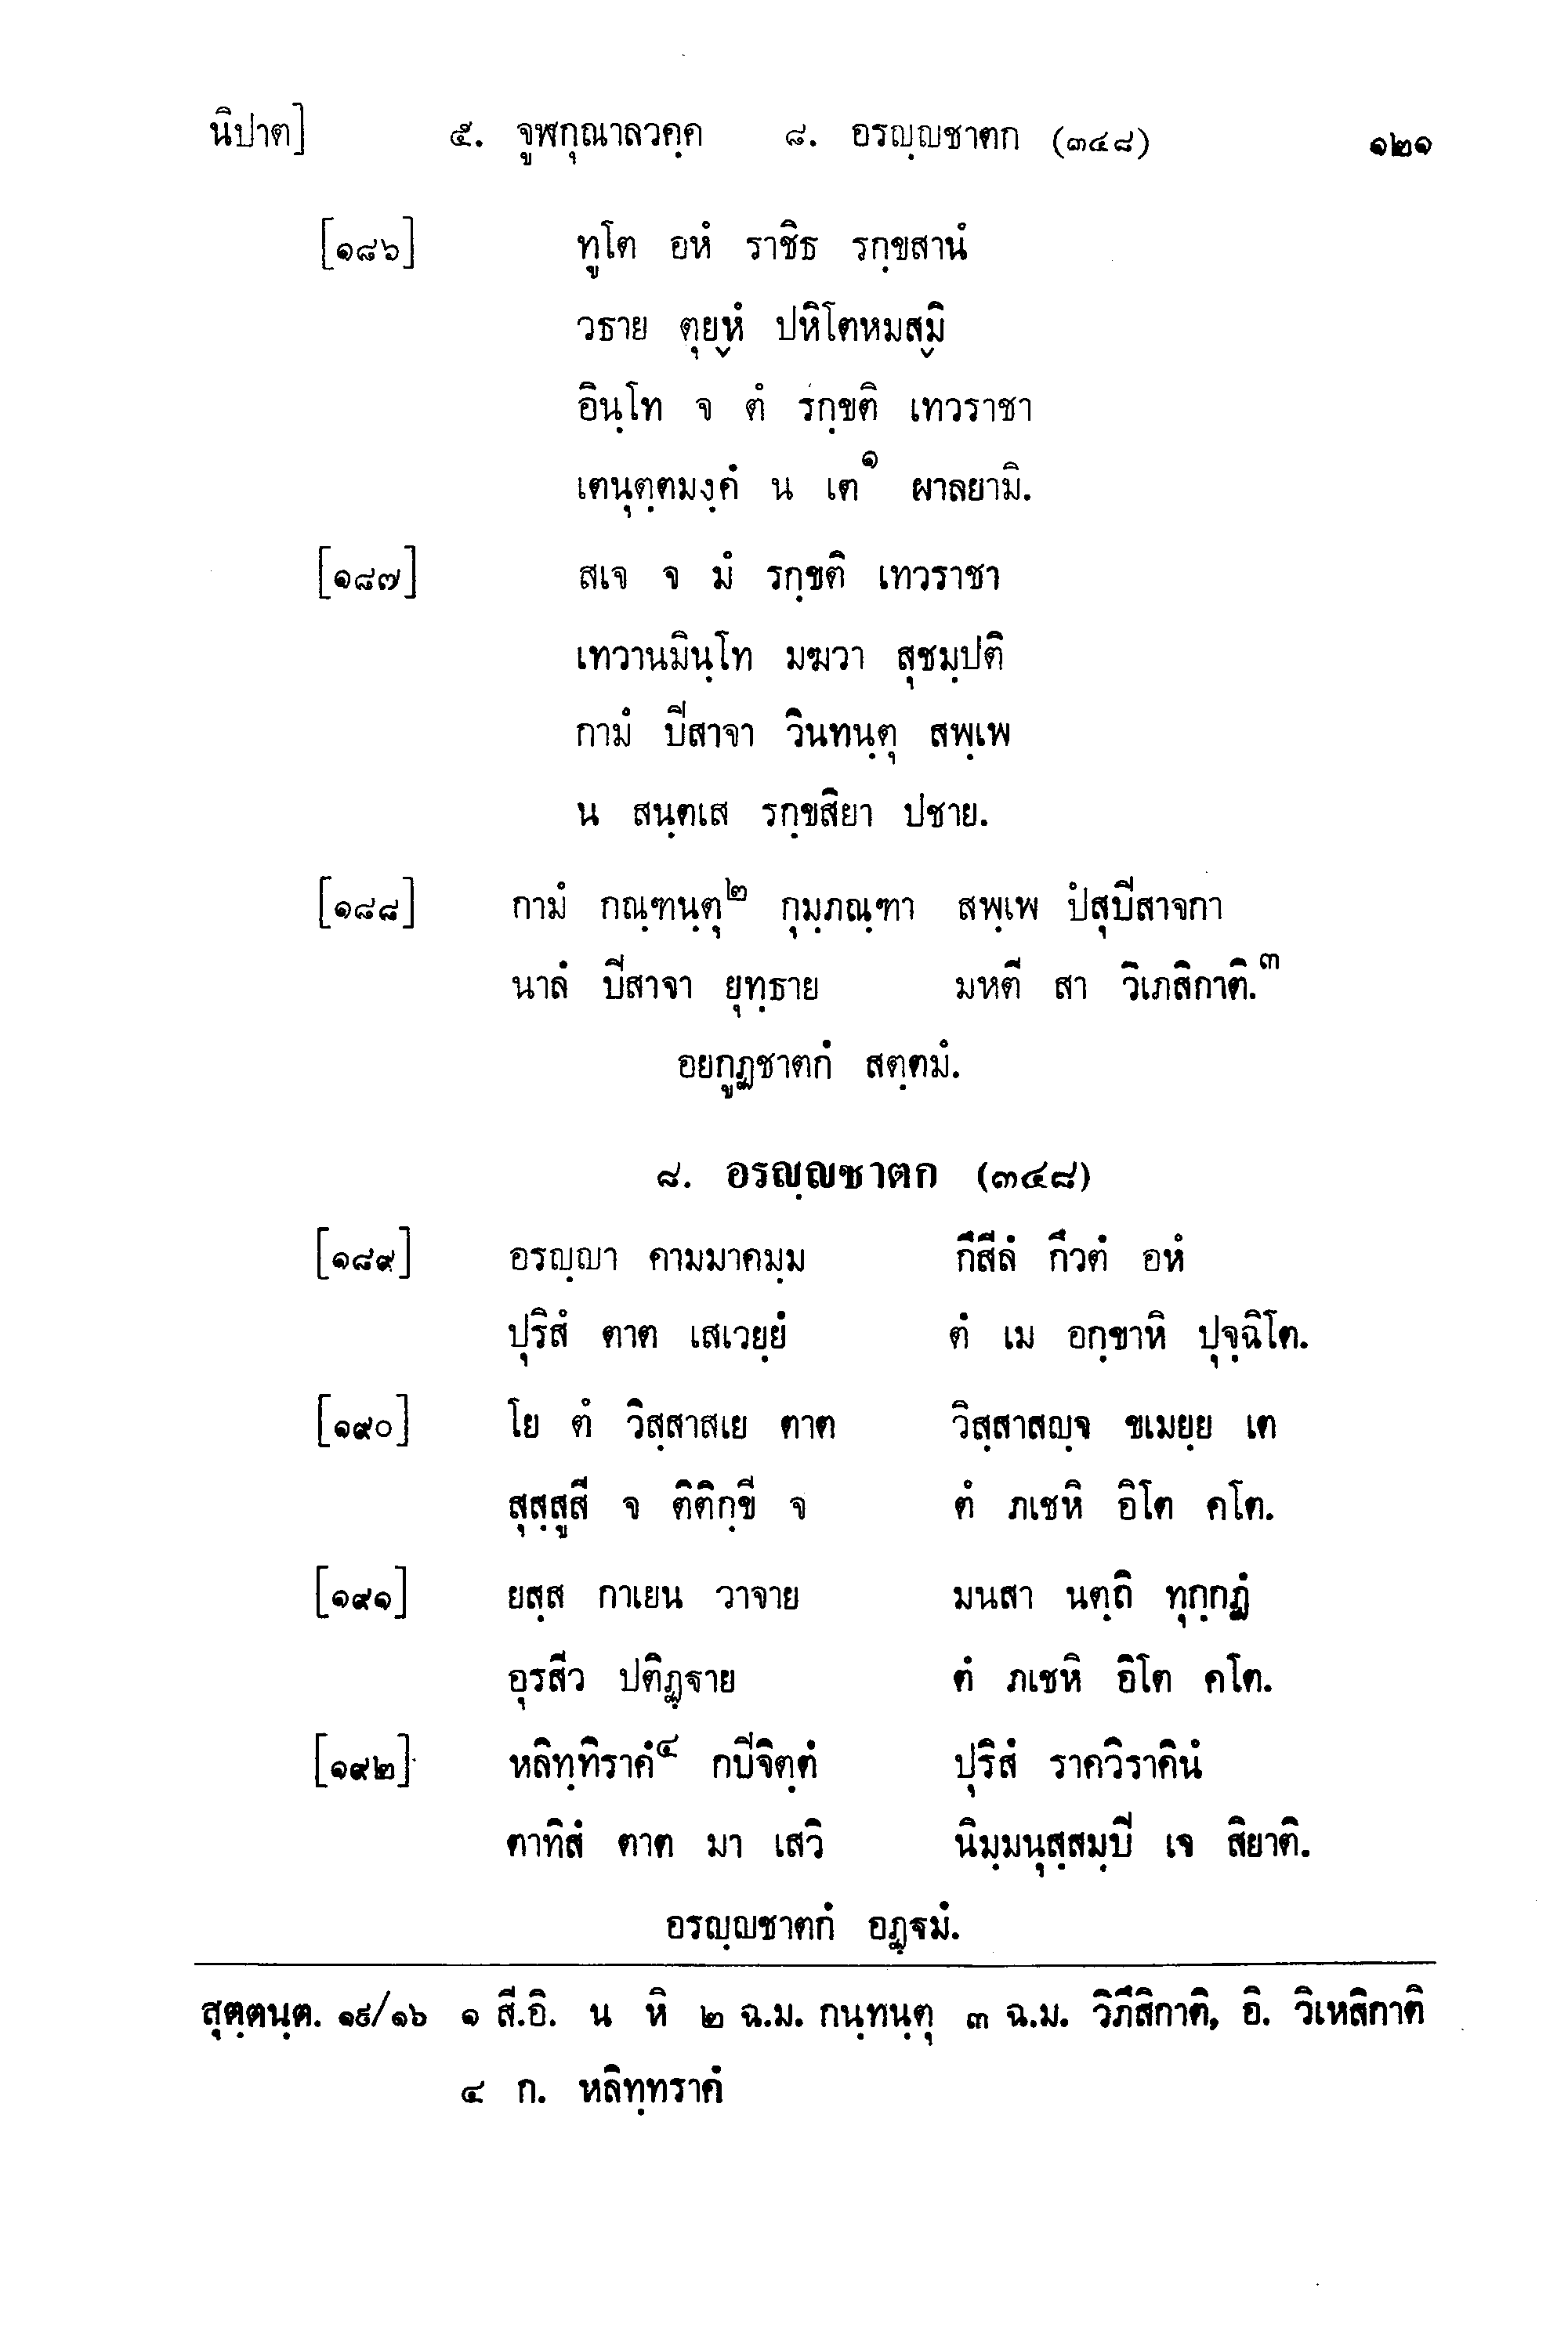 นิปาต]	๕. จูฬกุณาลวคฺค ๘. อรญฺญชาตก (๓๔๘)	๑๒๑
[๑๘๖] ทูโต อหํ ราชิธ รกฺขสานํ
วธาย ตุยฺหํ ปหิโตหมสฺมิ
อินฺโท จ ตํ รกฺขติ เทวราชา
เตนุตฺตมงฺคํ น เต๑ ผาลยามิ.
[๑๘๗] สเจ จ มํ รกฺขติ เทวราชา
เทวานมินฺโท มฆวา สุชมฺปติ
กามํ ปิสาจา วินทนฺตุ สพฺเพ
น สนฺตเส รกฺขสิยา ปชาย.
[๑๘๘] กามํ กณฺฑนฺตุ๒ กุมฺภณฺฑา สพฺเพ ปํสุปิสาจกา
นาลํ ปิสาจา ยุทฺธาย มหตี สา วิเภสิกาติ.๓
อยกูฏชาตกํ สตฺตมํ.
๘. อรญฺญชาตก (๓๔๘)
[๑๘๙] อรญฺญา คามมาคมฺม กึสีลํ กึวตํ อหํ
ปุริสํ ตาต เสเวยฺยํ ตํ เม อกฺขาหิ ปุจฺฉิโต.
[๑๙๐] โย ตํ วิสฺสาสเย ตาต วิสฺสาสญฺจ ขเมยฺย เต
สุสฺสูสี จ ติติกฺขี จ ตํ ภเชหิ อิโต คโต.
[๑๙๑] ยสฺส กาเยน วาจาย มนสา นตฺถิ ทุกฺกฏํ
อุรสีว ปติฏฺฐาย ตํ ภเชหิ อิโต คโต.
[๑๙๒] หลิทฺทิราคํ๔ กปิจิตฺตํ ปุริสํ ราควิราคินํ
ตาทิสํ ตาต มา เสวิ นิมฺมนุสฺสมฺปิ เจ สิยาติ.
อรญฺญชาตกํ อฏฺฐมํ.
สุตฺตนฺต. ๑๙/๑๖ ๑ สี.อิ. น หิ ๒ ฉ.ม. กนฺทนฺตุ ๓ ฉ.ม. วิภึสิกาติ, อิ. วิเหสิกาติ
๔ ก. หลิทฺทราคํ